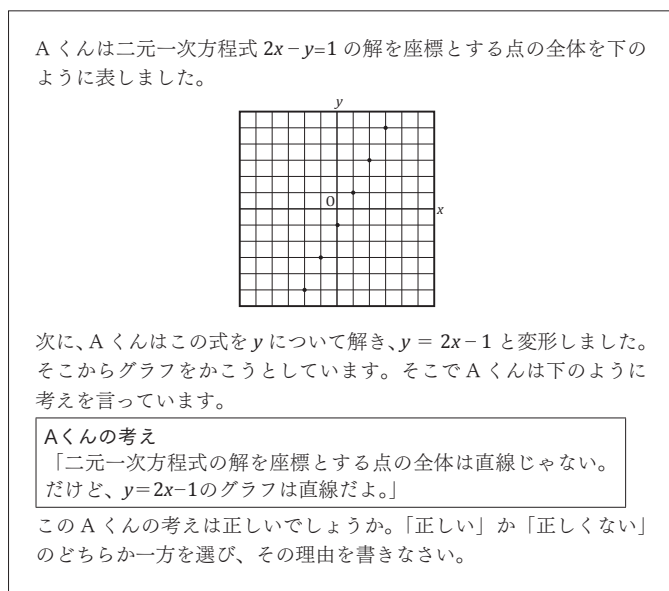 A くんは二元一次方程式 2x－y=1 の解を座標とする点の全体を下の
ように表しました。
y
O
x
次に、A くんはこの式を y について解き、y = 2x－1 と変形しました。
そこからグラフをかこうとしています。そこで A くんは下のように
考えを言っています。
Aくんの考え
「二元一次方程式の解を座標とする点の全体は直線じゃない。
だけど、y＝2x−1のグラフは直線だよ。」
この A くんの考えは正しいでしょうか。「正しい」か「正しくない」
のどちらか一方を選び、その理由を書きなさい。